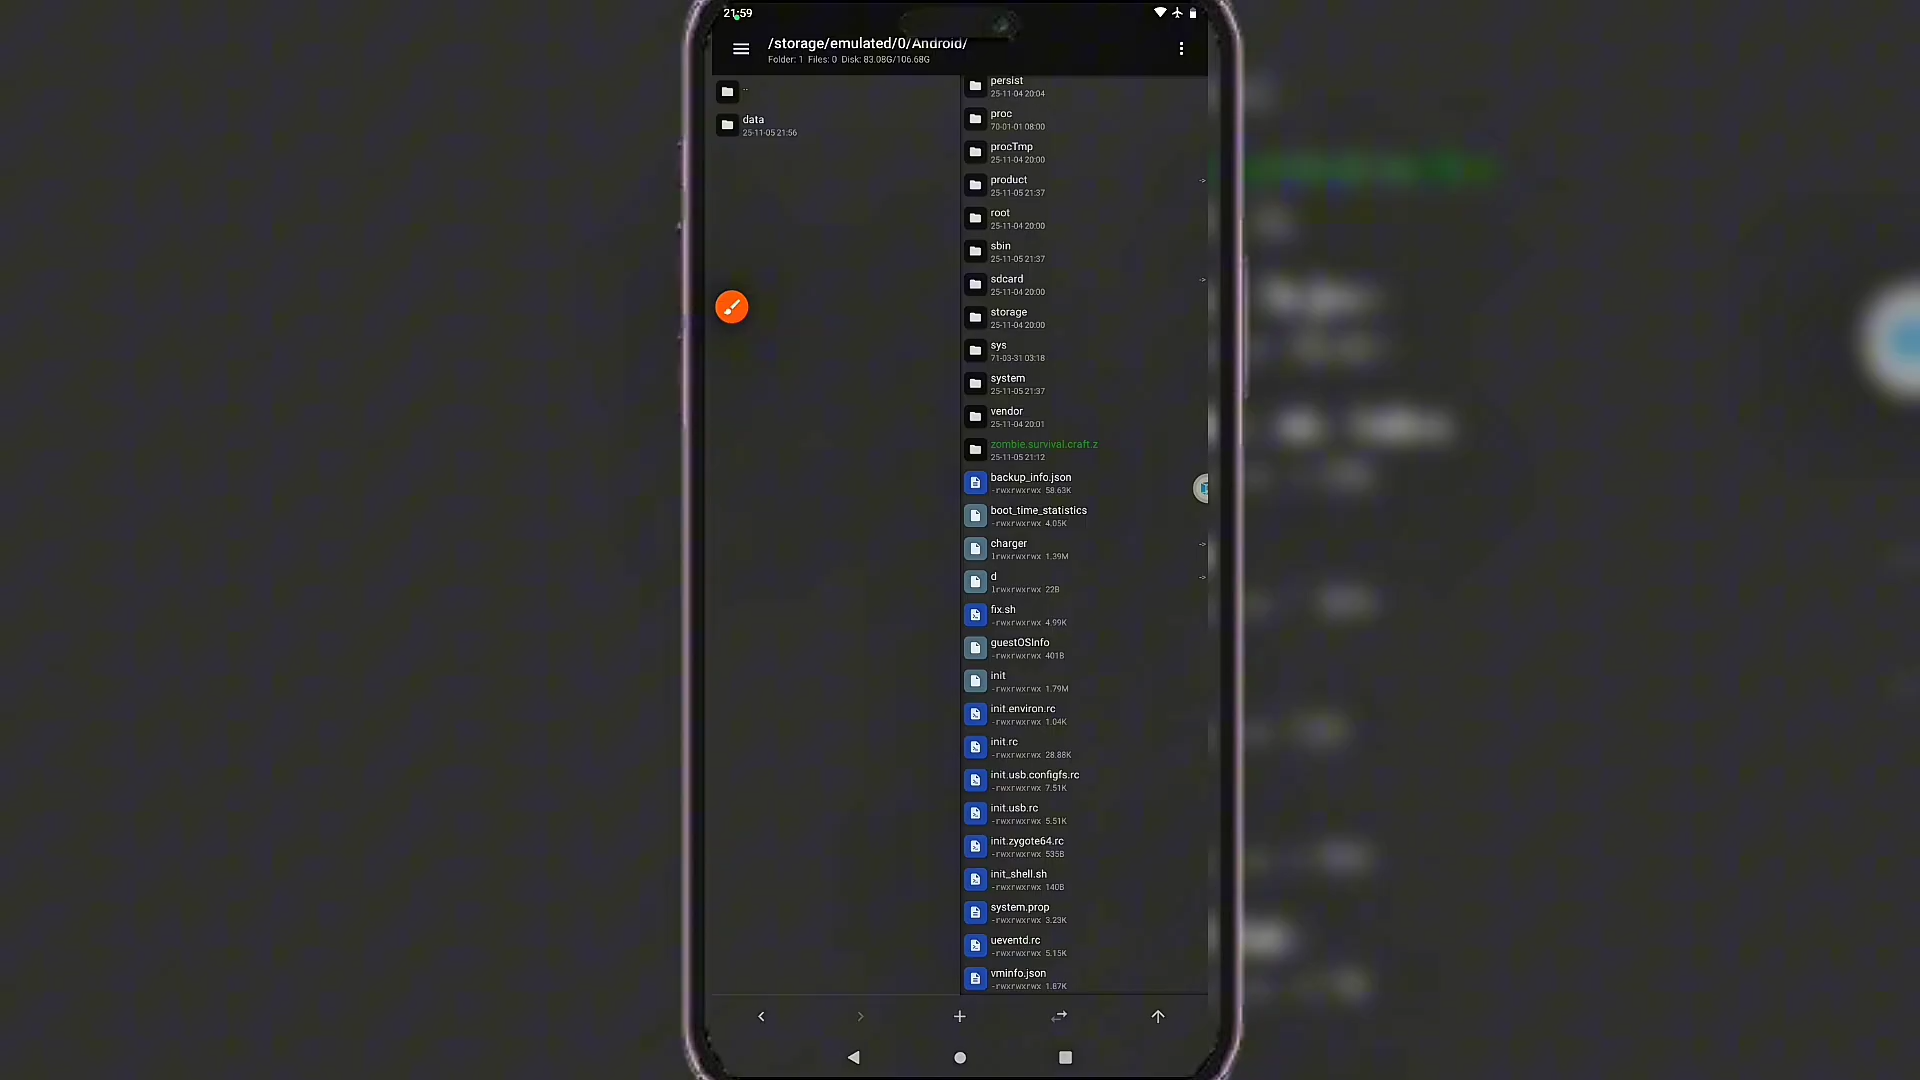 21:59
/storage/emulated/0/Android/
Folder: 1 Files: 0 Disk: 83.08G/106.68G
..
data
25-11-05 21:56
persist
25-11-04 20:04
proc
70-01-01 08:00
procTmp
25-11-04 20:00
product
25-11-05 21:37
->
root
25-11-04 20:00
sbin
25-11-05 21:37
sdcard
25-11-04 20:00
->
storage
25-11-04 20:00
sys
71-03-31 03:18
system
25-11-05 21:37
vendor
25-11-04 20:01
zombie.survival.craft.z
25-11-05 21:12
backup_info.json
-rwxrwxrwx 58.63K
boot_time_statistics
-rwxrwxrwx 4.05K
charger
lrwxrwxrwx 1.39M
->
d
lrwxrwxrwx 22B
->
fix.sh
-rwxrwxrwx 4.99K
guestOSInfo
-rwxrwxrwx 401B
init
-rwxrwxrwx 1.79M
init.environ.rc
-rwxrwxrwx 1.04K
init.rc
-rwxrwxrwx 28.88K
init.usb.configfs.rc
-rwxrwxrwx 7.51K
init.usb.rc
-rwxrwxrwx 5.51K
init.zygote64.rc
-rwxrwxrwx 535B
init_shell.sh
-rwxrwxrwx 140B
system.prop
-rwxrwxrwx 3.23K
ueventd.rc
-rwxrwxrwx 5.15K
vminfo.json
-rwxrwxrwx 1.87K